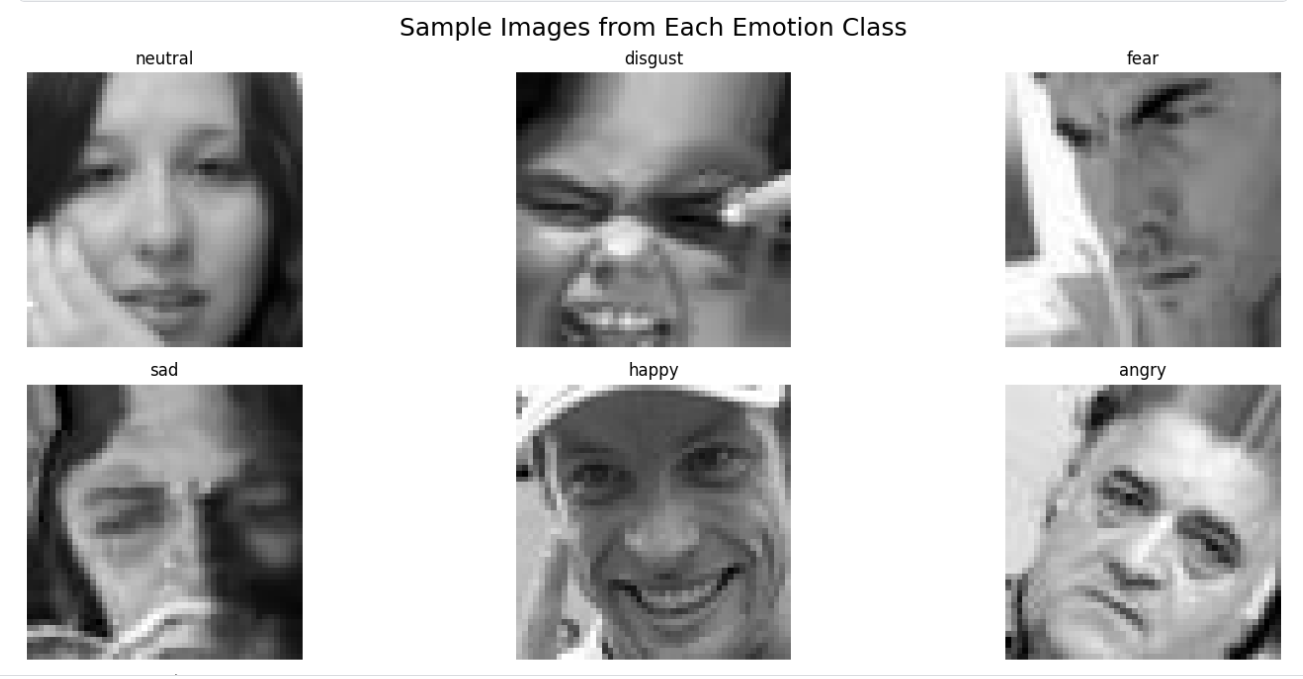 Sample Images from Each Emotion Class
neutral
disgust
fear
sad
happy
angry